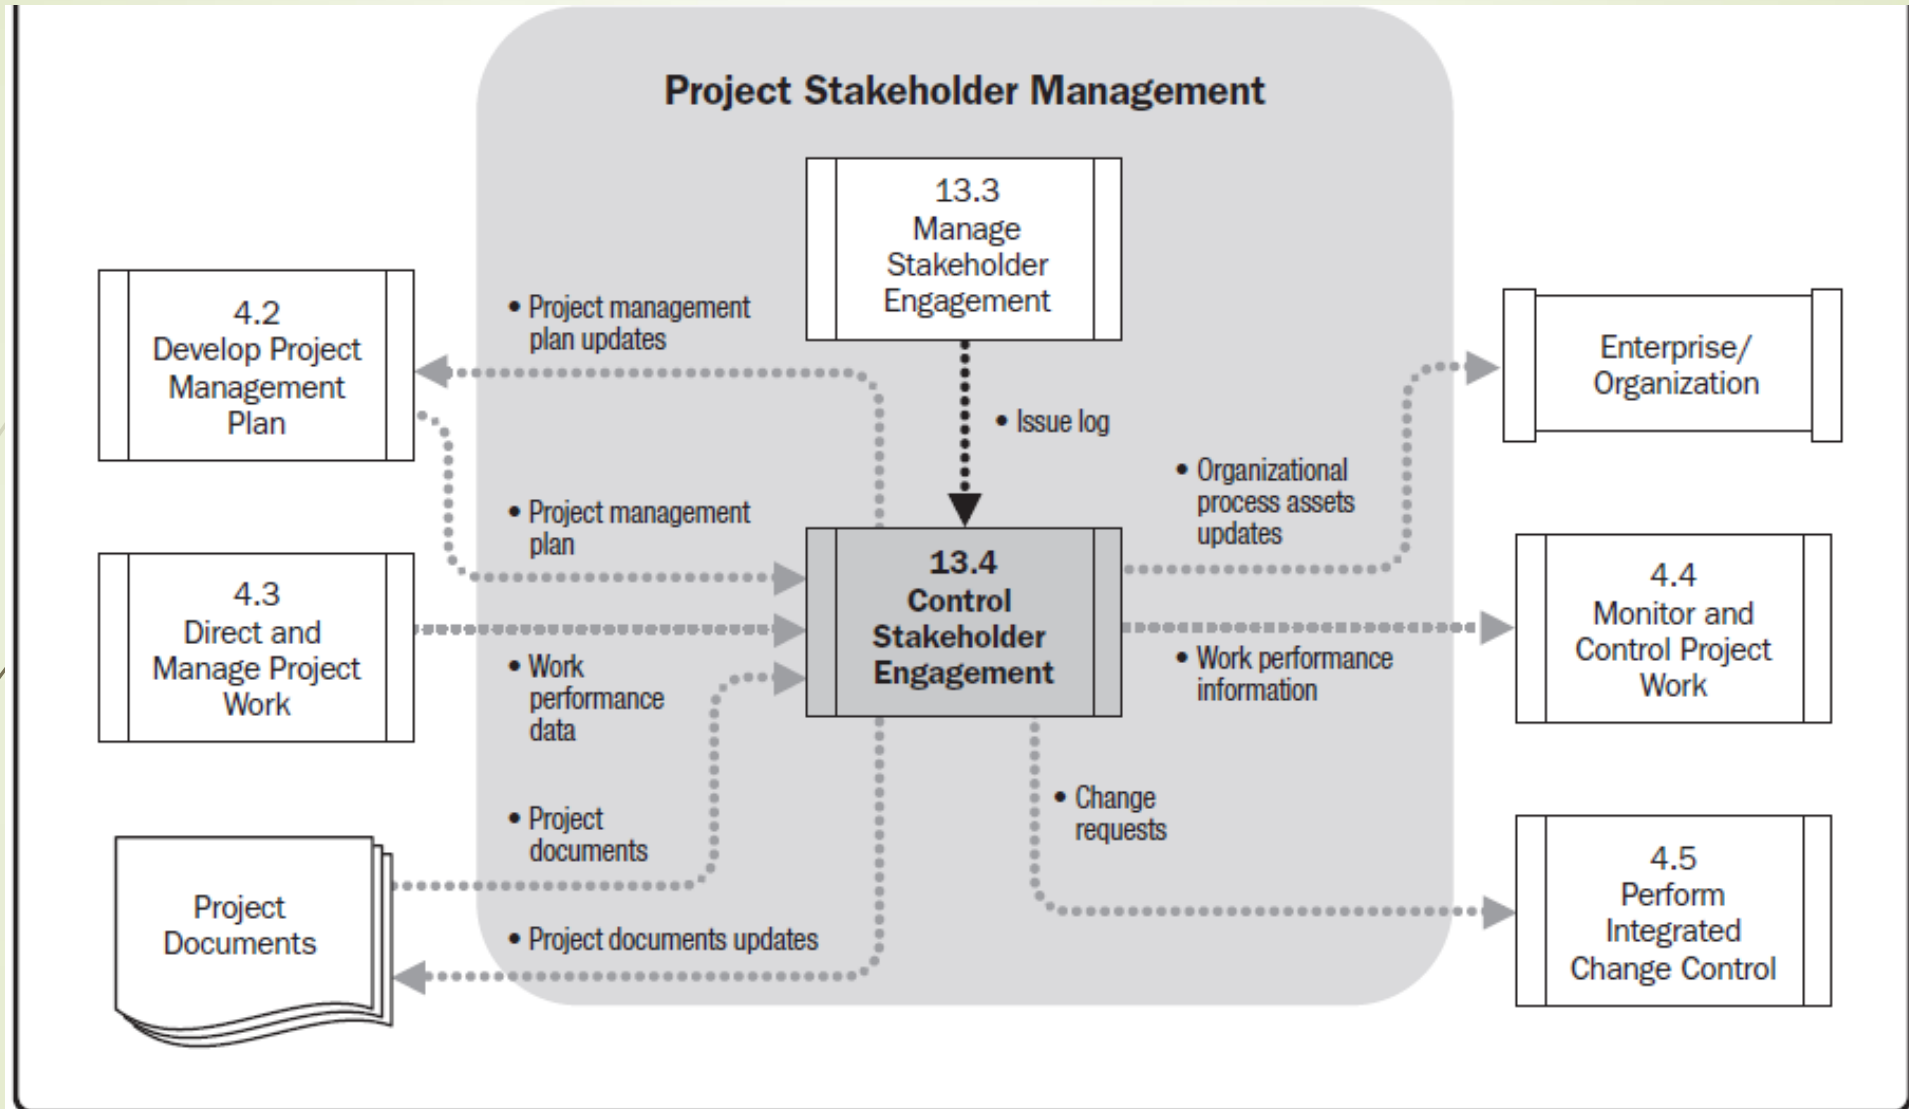 Project Stakeholder Management
13.3
Manage
Stakeholder
Engagement
4.2
Develop Project
Management
Plan
• Project management
plan updates
Enterprise/
Organization
• Issue log
• Organizational
process assets
updates
• Project management
plan
13.4
Control
Stakeholder
Engagement
4.3
Direct and
Manage Project
Work
4.4
Monitor and
Control Project
Work
• Work
performance
data
• Work performance
information
• Change
requests
• Project
documents
4.5
Perform
Integrated
Change Control
Project
Documents
• Project documents updates